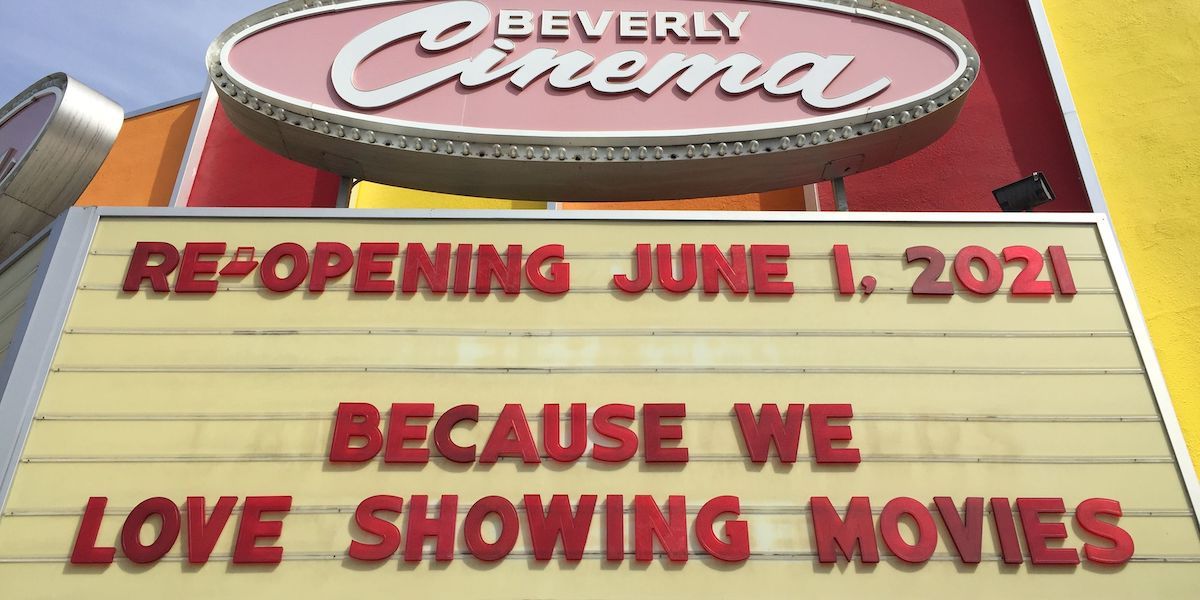 BEVERLY
Cinema
RE-OPENING JUNE 1, 2021
BECAUSE WE
LOVE SHOWING MOVIES